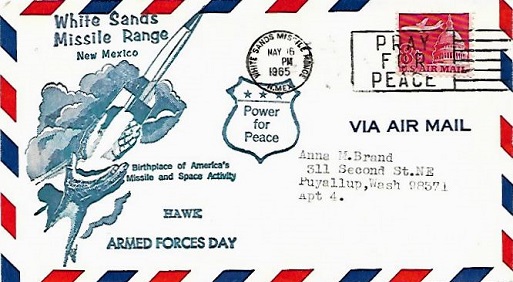 White Sands
Missile Range
New Mexico
Birthplace of America's
Missile and Space Activity
HAWK
ARMED FORCES DAY
WHITE SANDS MISSILE RANGE
MAY 16
PM
1965
N.MEX.
Power
for
Peace
PRAY
FOR
PEACE
8c
US AIR MAIL
VIA AIR MAIL
Anna M.Brand
311 Second St.NE
Puyallup,Wash 98371
Apt 4.